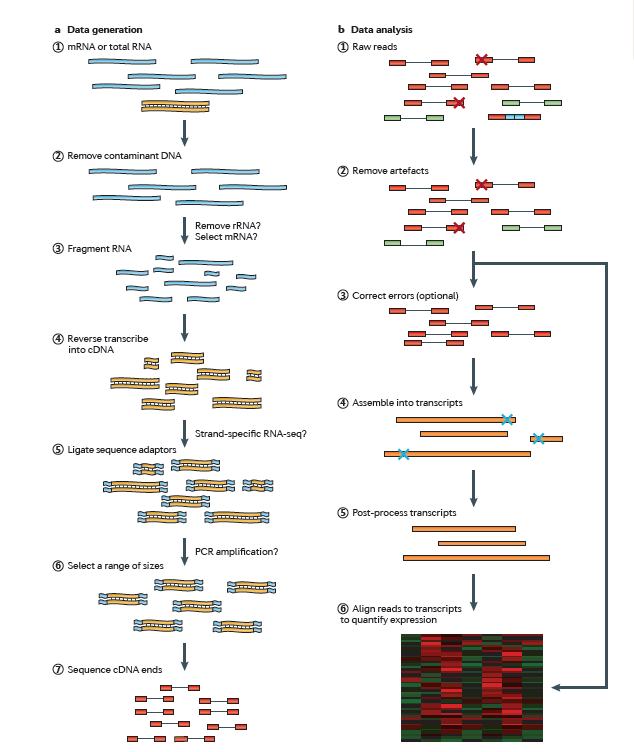 a Data generation
① mRNA or total RNA
② Remove contaminant DNA
Remove rRNA?
Select mRNA?
③ Fragment RNA
④ Reverse transcribe
into cDNA
Strand-specific RNA-seq?
⑤ Ligate sequence adaptors
PCR amplification?
⑥ Select a range of sizes
⑦ Sequence cDNA ends
b Data analysis
① Raw reads
② Remove artefacts
③ Correct errors (optional)
④ Assemble into transcripts
⑤ Post-process transcripts
⑥ Align reads to transcripts
to quantify expression